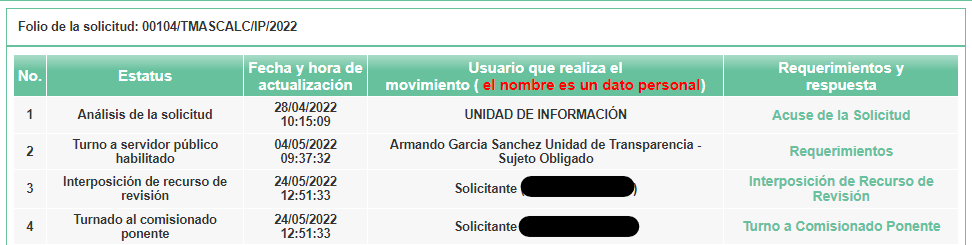 Folio de la solicitud: 00104/TMASCALC/IP/2022
No. Estatus Fecha y hora de actualización Usuario que realiza el movimiento ( el nombre es un dato personal) Requerimientos y respuesta
1 Análisis de la solicitud 28/04/2022 10:15:09 UNIDAD DE INFORMACIÓN Acuse de la Solicitud
2 Turno a servidor público habilitado 04/05/2022 09:37:32 Armando Garcia Sanchez Unidad de Transparencia - Sujeto Obligado Requerimientos
3 Interposición de recurso de revisión 24/05/2022 12:51:33 Solicitante ( ) Interposición de Recurso de Revisión
4 Turnado al comisionado ponente 24/05/2022 12:51:33 Solicitante Turno a Comisionado Ponente